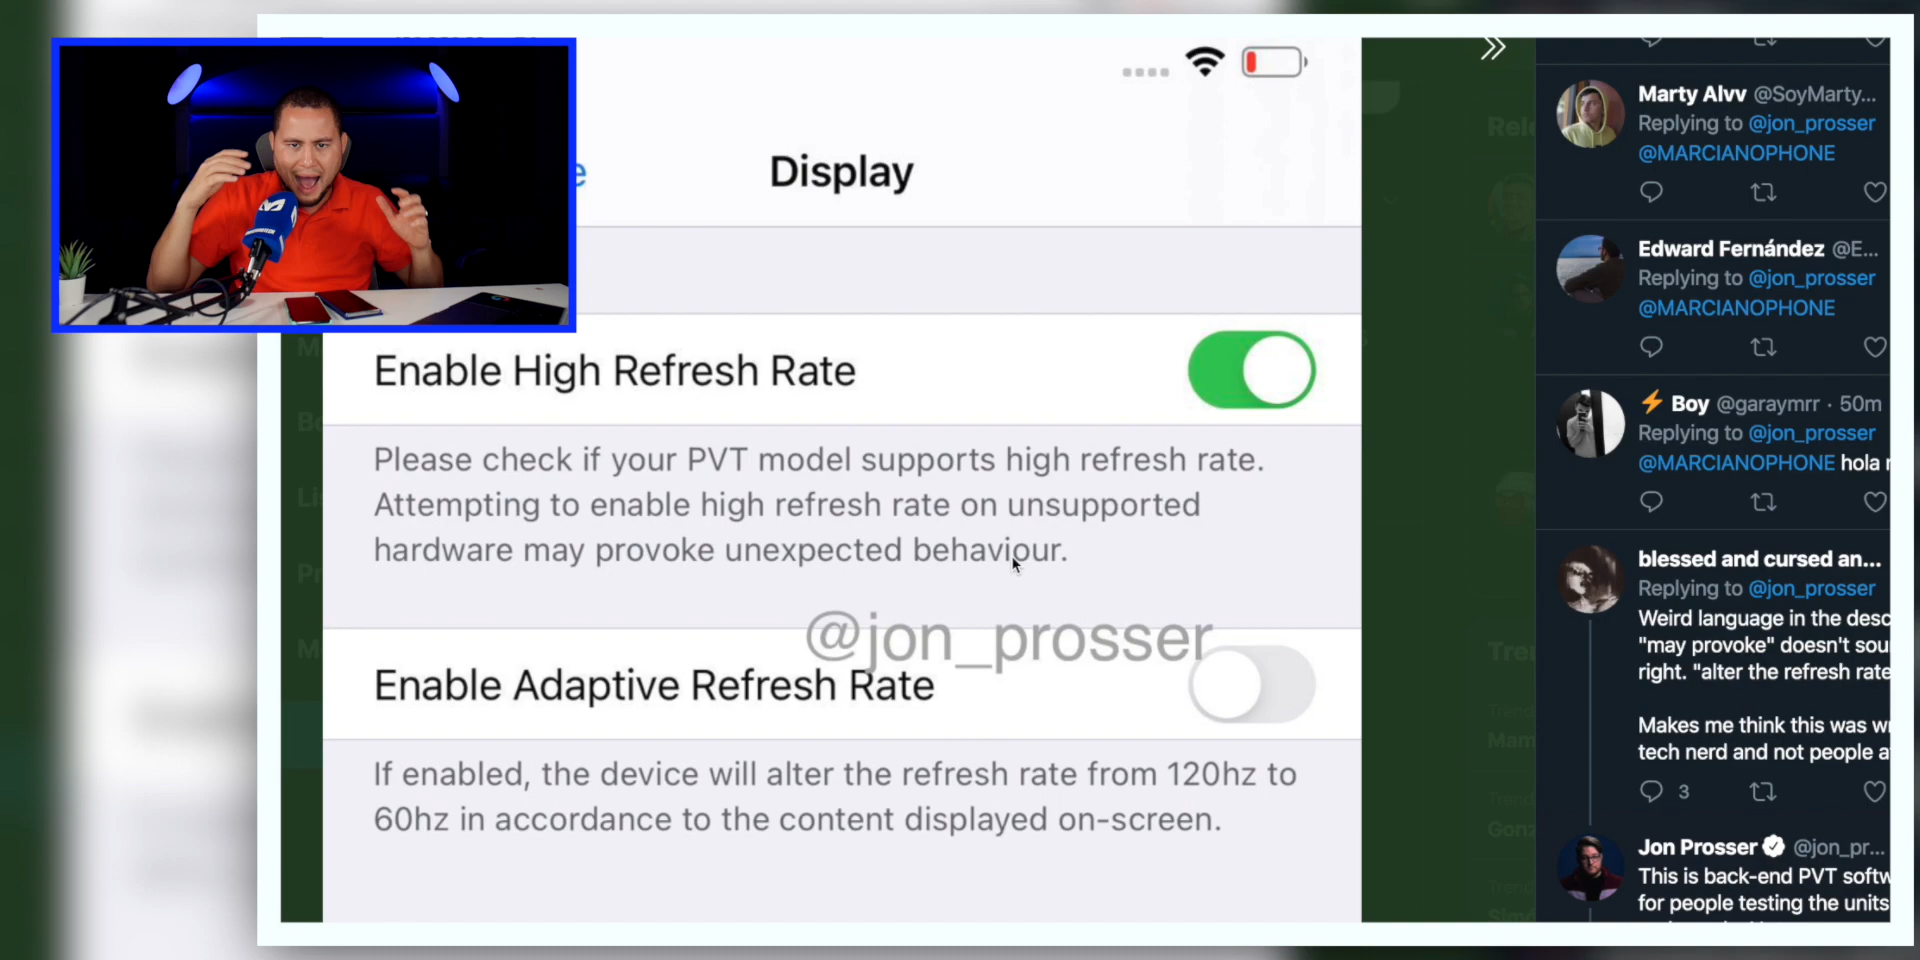 Display
Enable High Refresh Rate
Please check if your PVT model supports high refresh rate.
Attempting to enable high refresh rate on unsupported
hardware may provoke unexpected behaviour.
@jon_prosser
Enable Adaptive Refresh Rate
If enabled, the device will alter the refresh rate from 120hz to
60hz in accordance to the content displayed on-screen.
Marty Alvv @SoyMarty...
Replying to @jon_prosser
@MARCIANOPHONE
Edward Fernández @E...
Replying to @jon_prosser
@MARCIANOPHONE
⚡ Boy @garaymrr · 50m
Replying to @jon_prosser
@MARCIANOPHONE hola
blessed and cursed an...
Replying to @jon_prosser
Weird language in the desc
"may provoke" doesn't sou
right. "alter the refresh rate
Makes me think this was w
tech nerd and not people a
3
Jon Prosser @jon_pr...
This is back-end PVT softw
for people testing the units